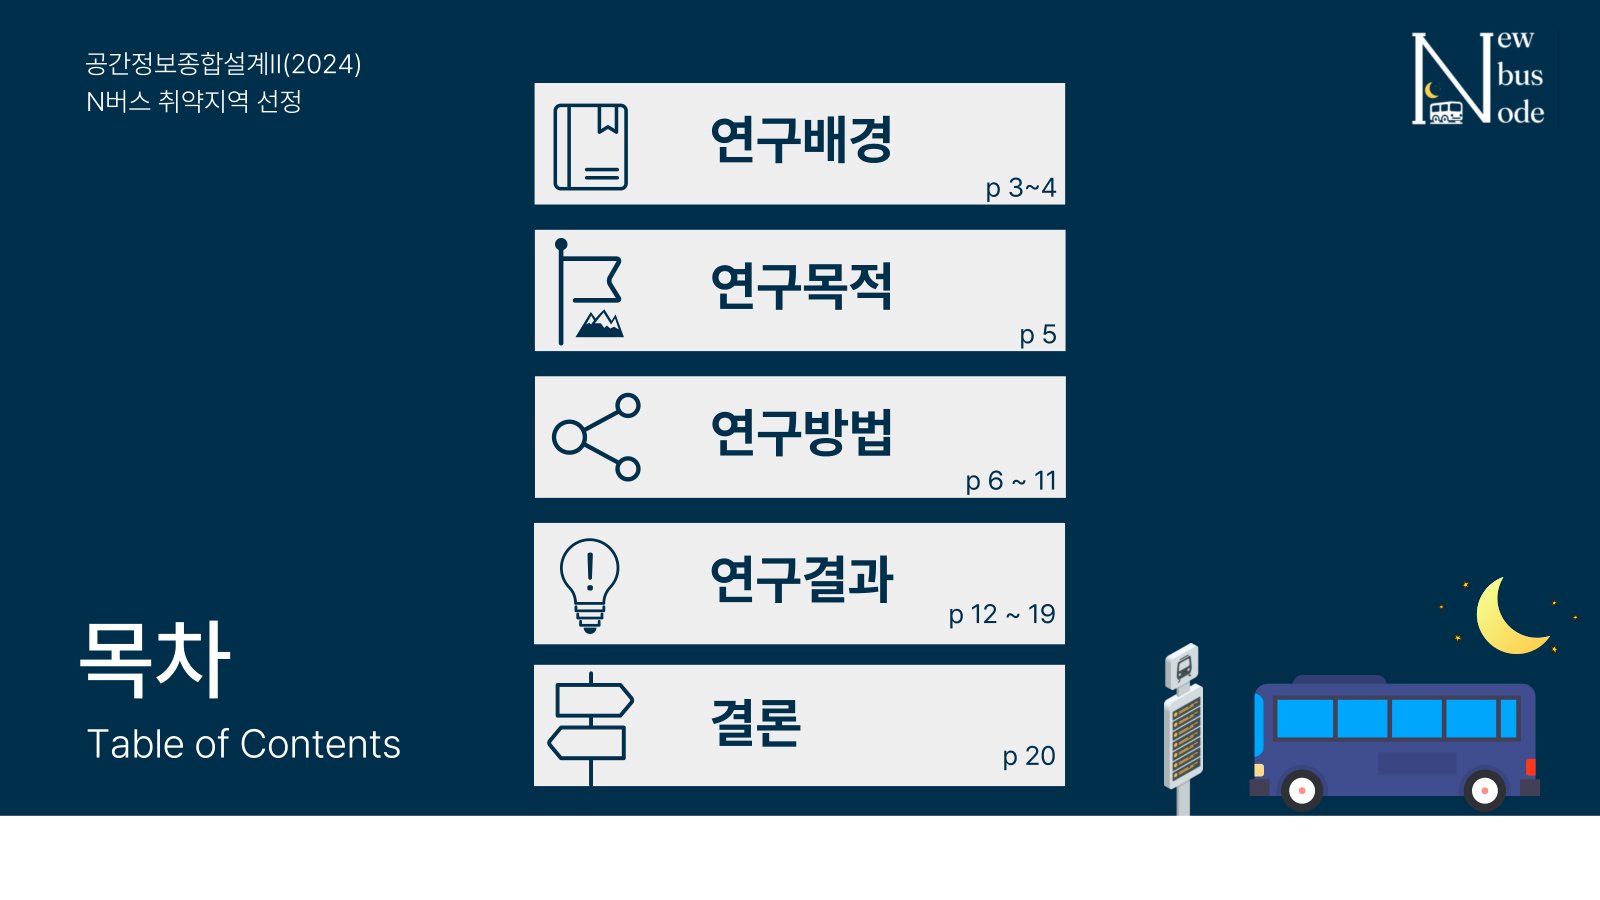 공간정보종합설계II(2024)
N버스 취약지역 선정
New
bus
Node
연구배경
p 3~4
연구목적
p 5
연구방법
p 6 ~ 11
연구결과
p 12 ~ 19
결론
p 20
목차
Table of Contents